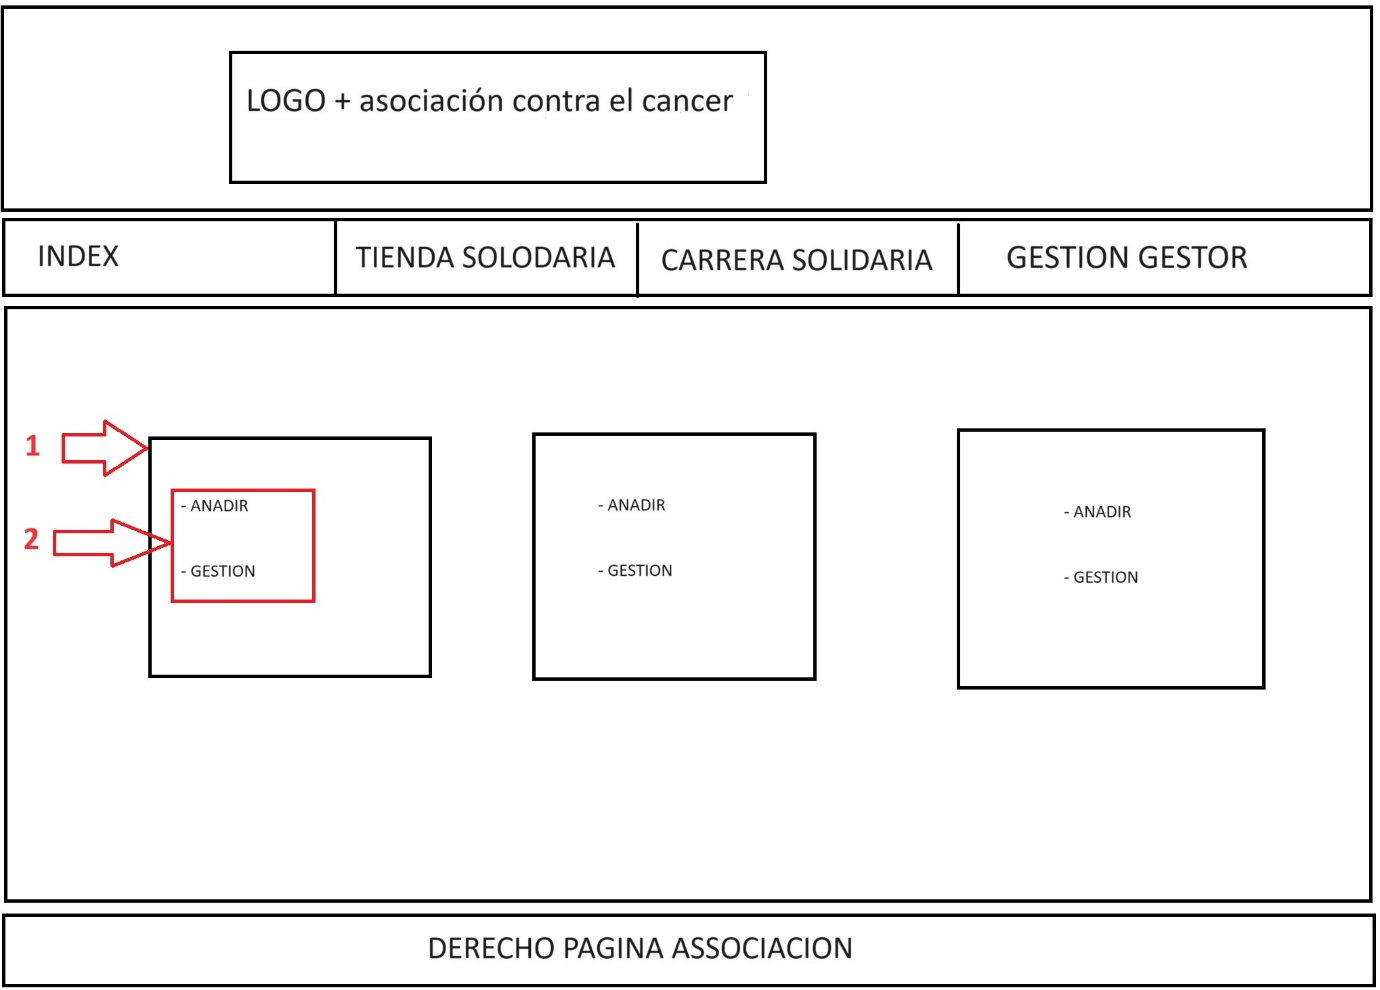 LOGO + asociación contra el cancer
INDEX
TIENDA SOLODARIA
CARRERA SOLIDARIA
GESTION GESTOR
1
- ANADIR
- GESTION
2
- ANADIR
- GESTION
- ANADIR
- GESTION
DERECHO PAGINA ASSOCIACION